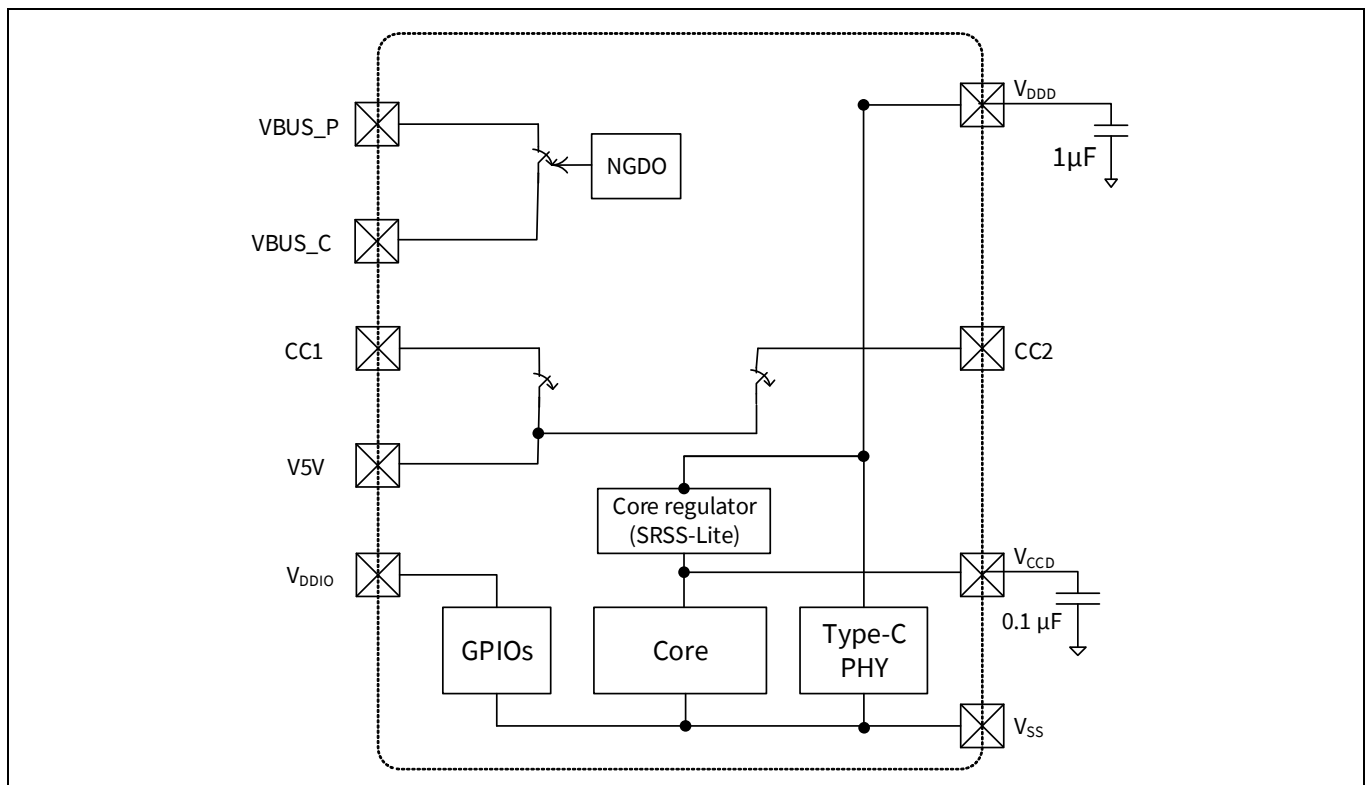 VBUS_P
NGDO
VBUS_C
CC1
V5V
VDDIO
VDDD
1µF
CC2
Core regulator
(SRSS-Lite)
VCCD
0.1 µF
GPIOs
Core
Type-C
PHY
VSS